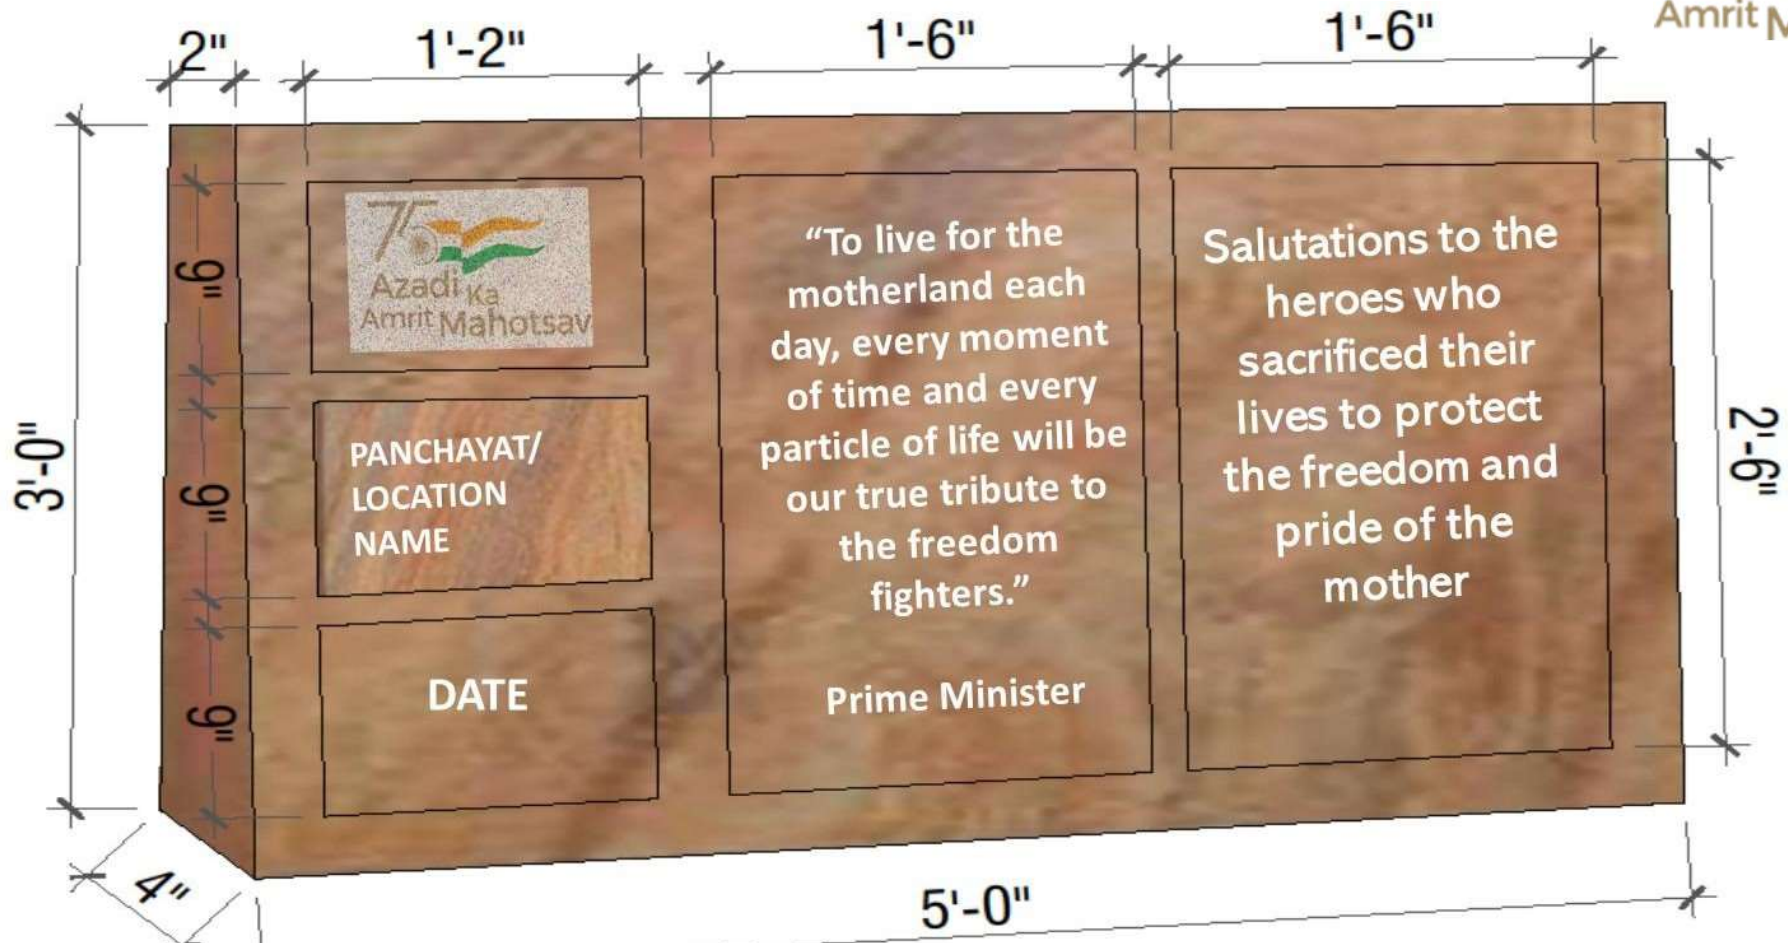 Amrit
2"
1'-2"
1'-6"
1'-6"
3'-0"
9"
9"
9"
75
Azadi Ka
Amrit Mahotsav
PANCHAYAT/
LOCATION
NAME
DATE
“To live for the
motherland each
day, every moment
of time and every
particle of life will be
our true tribute to
the freedom
fighters.”
Prime Minister
Salutations to the
heroes who
sacrificed their
lives to protect
the freedom and
pride of the
mother
2'-6"
4"
5'-0"